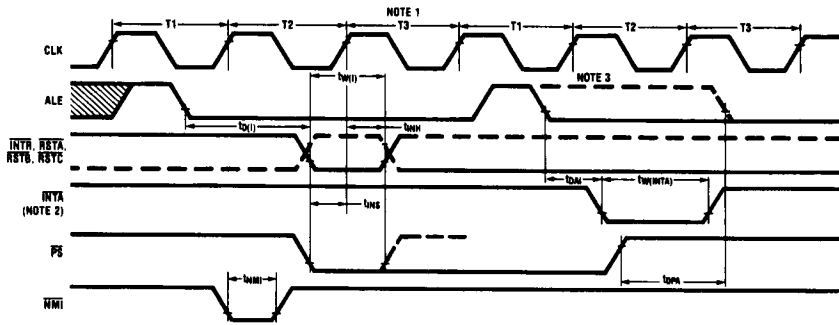 NOTE 1
T1 T2 T3 T1 T2 T3
CLK
tW(I)
NOTE 3
ALE
tD(I) tINH
INTR, RSTA,
RSTB, RSTC
tDAI tW(INTA)
INTA
(NOTE 2)
tINS
PS
tNMI tDPA
NMI